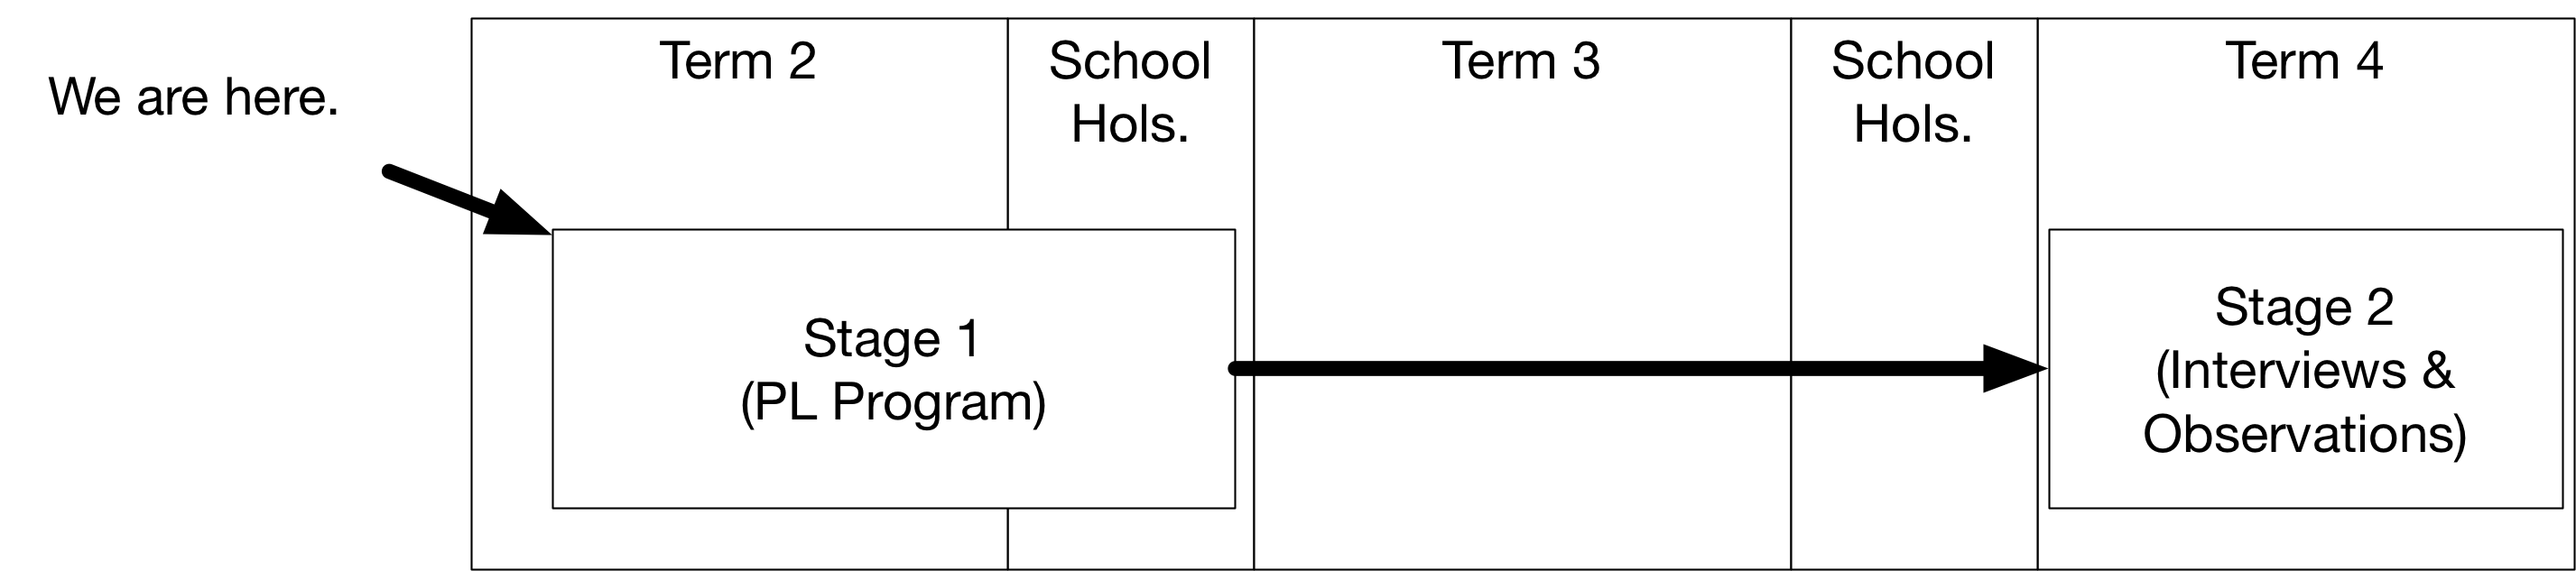 We are here.
Term 2
School
Hols.
Term 3
School
Hols.
Term 4
Stage 1
(PL Program)
Stage 2
(Interviews &
Observations)